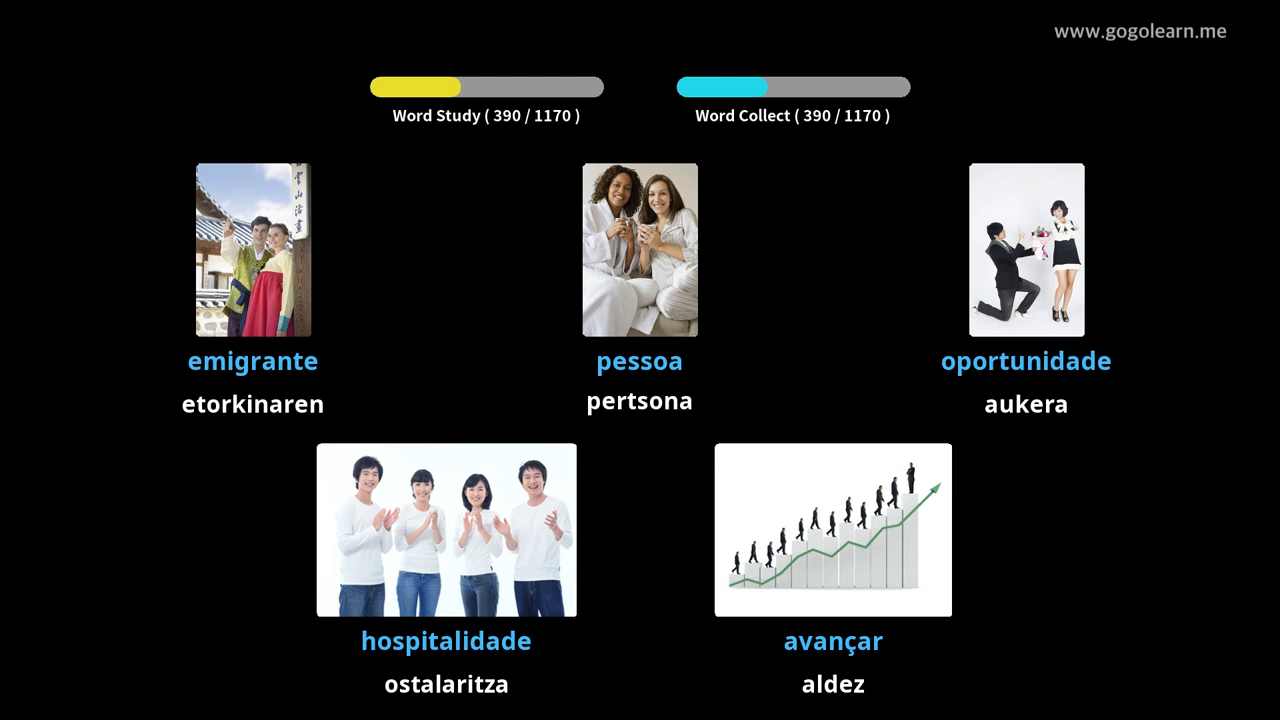 www.gogolearn.me
Word Study ( 390 / 1170 )
Word Collect ( 390 / 1170 )
emigrante
etorkinaren
pessoa
pertsona
oportunidade
aukera
hospitalidade
ostalaritza
avançar
aldez